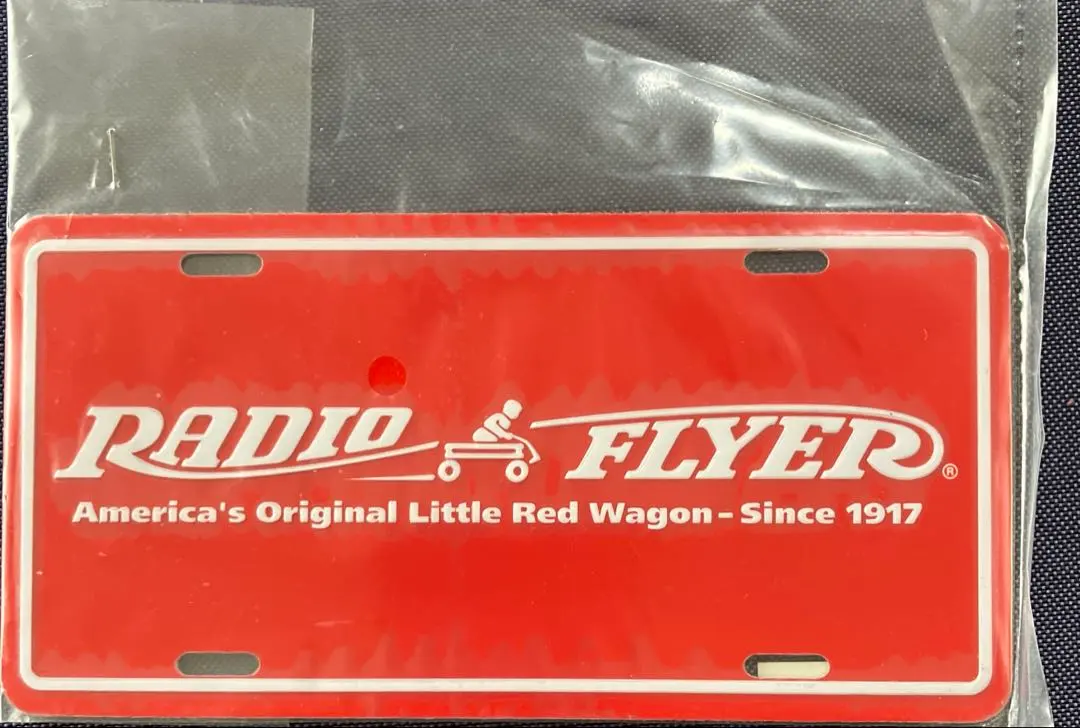 RADIO FLYER®
America's Original Little Red Wagon – Since 1917